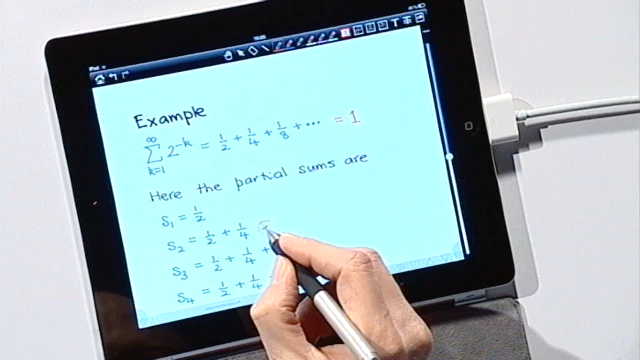 Example
∞ ∑ k=1 2^-k = 1/2 + 1/4 + 1/8 + ··· = 1
Here the partial sums are
S1 = 1/2
S2 = 1/2 + 1/4
S3 = 1/2 + 1/4 +
S4 = 1/2 + 1/4